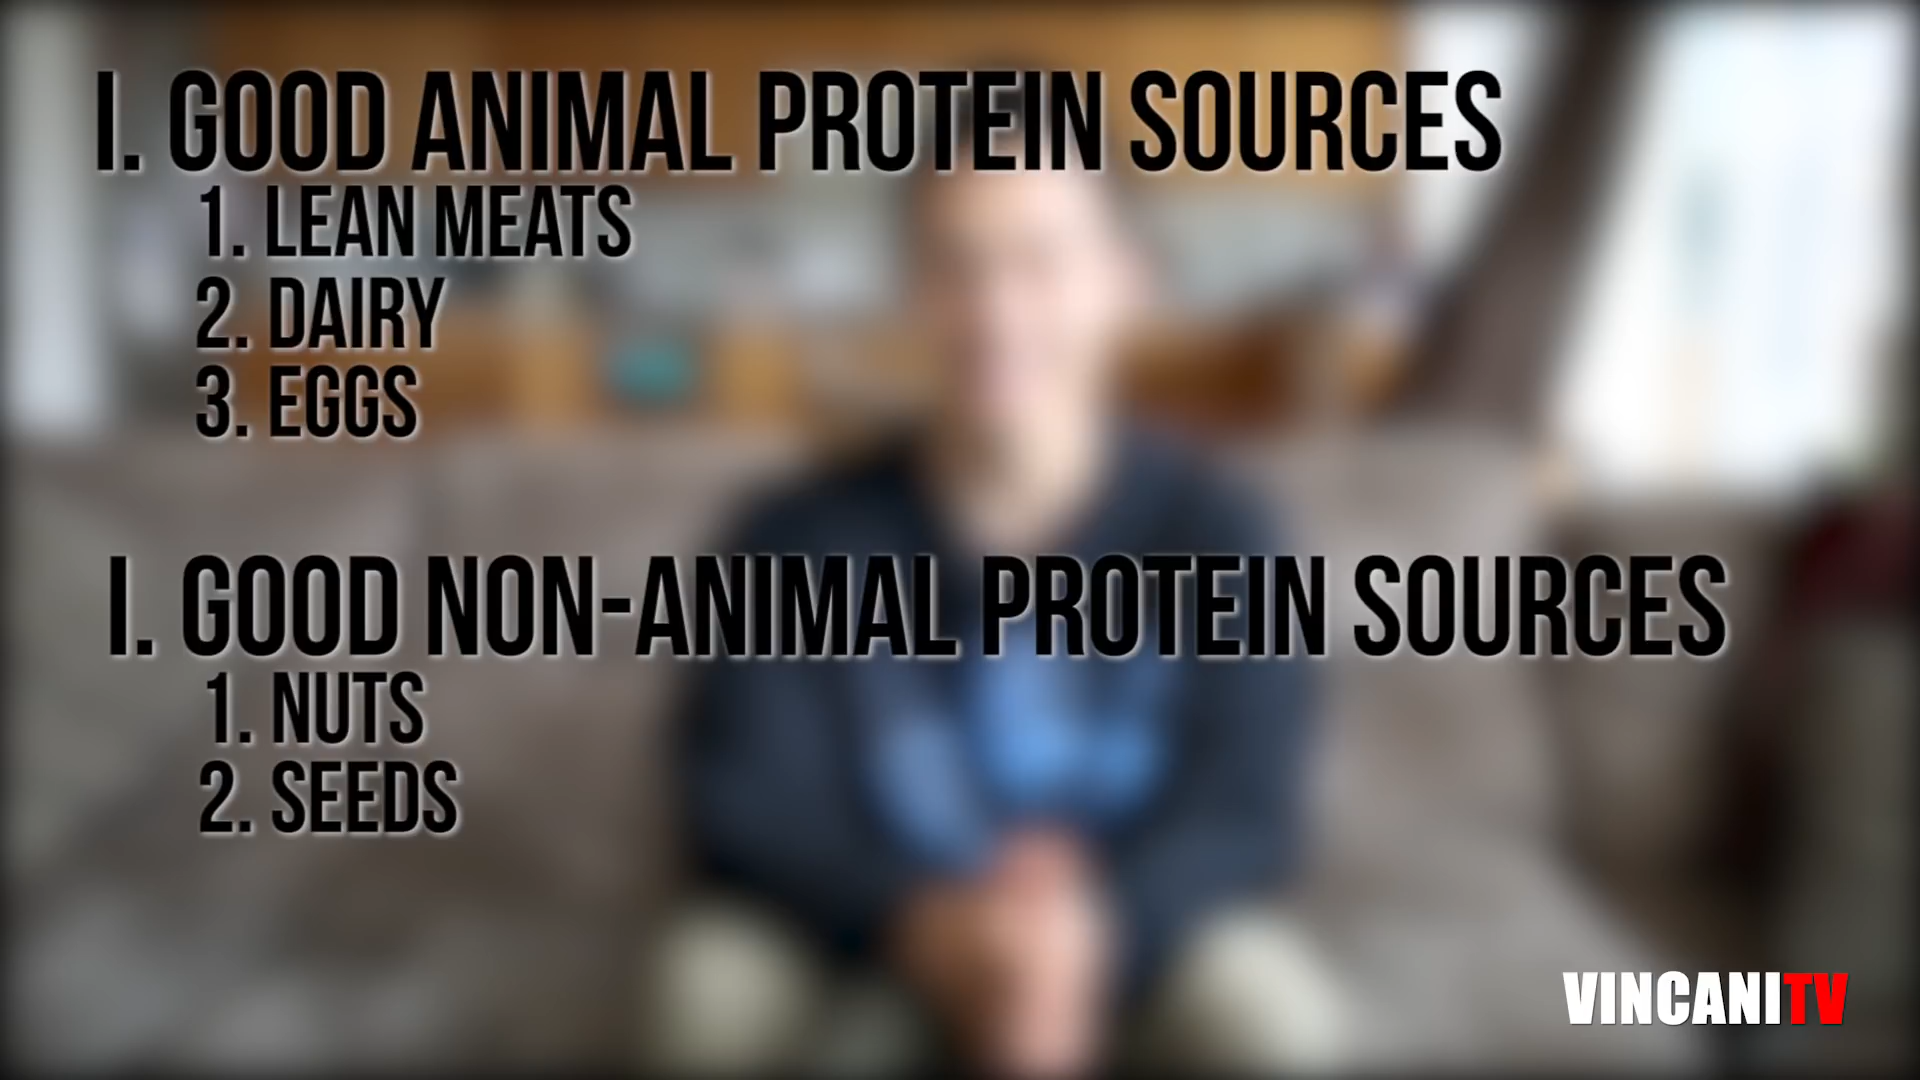 I. GOOD ANIMAL PROTEIN SOURCES
1. LEAN MEATS
2. DAIRY
3. EGGS
I. GOOD NON-ANIMAL PROTEIN SOURCES
1. NUTS
2. SEEDS
VINCANITV